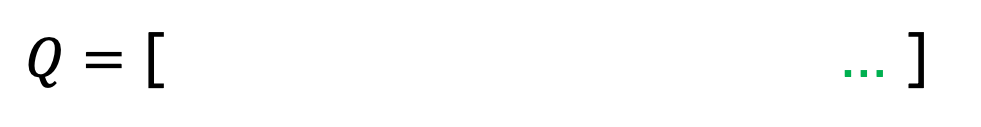 Q = [ ... ]